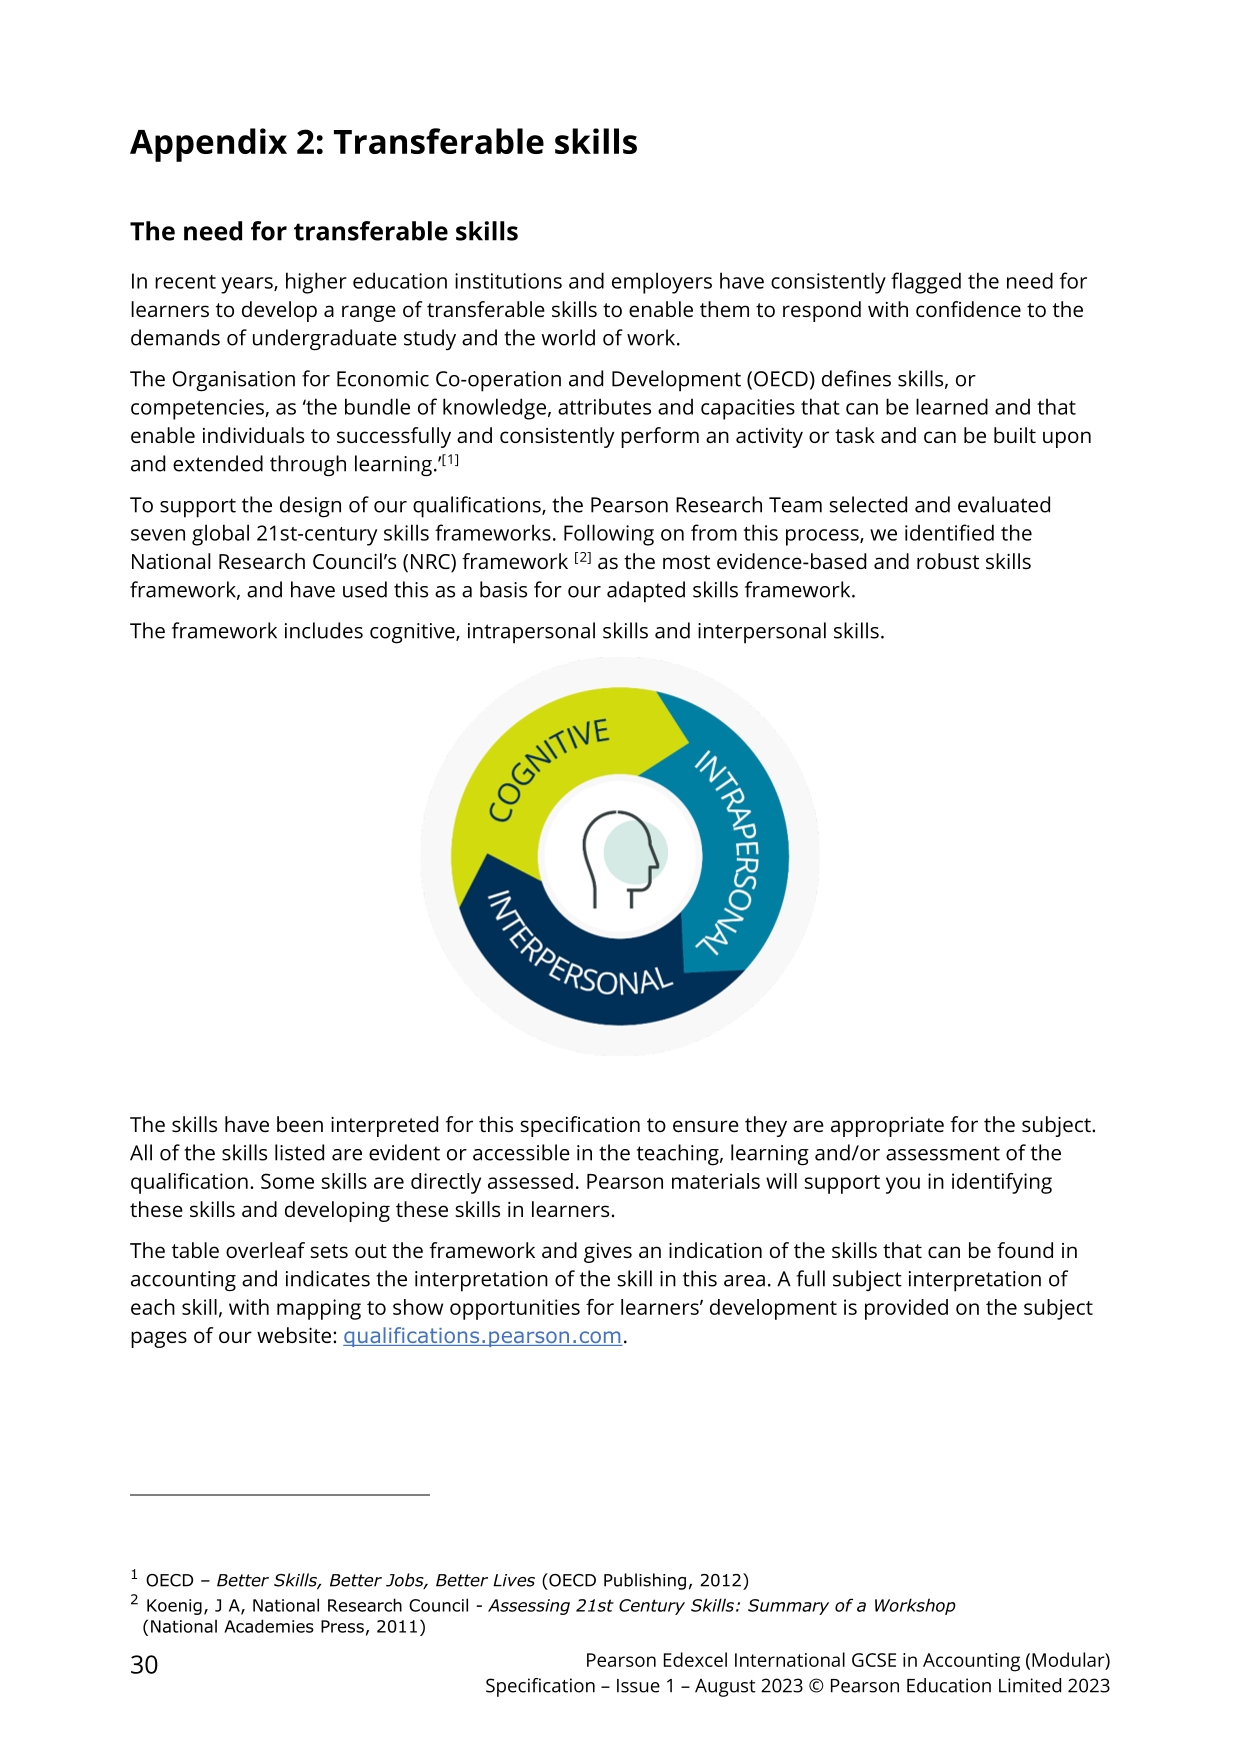 Appendix 2: Transferable skills
The need for transferable skills
In recent years, higher education institutions and employers have consistently flagged the need for
learners to develop a range of transferable skills to enable them to respond with confidence to the
demands of undergraduate study and the world of work.
The Organisation for Economic Co-operation and Development (OECD) defines skills, or
competencies, as ‘the bundle of knowledge, attributes and capacities that can be learned and that
enable individuals to successfully and consistently perform an activity or task and can be built upon
and extended through learning.’[1]
To support the design of our qualifications, the Pearson Research Team selected and evaluated
seven global 21st-century skills frameworks. Following on from this process, we identified the
National Research Council’s (NRC) framework [2] as the most evidence-based and robust skills
framework, and have used this as a basis for our adapted skills framework.
The framework includes cognitive, intrapersonal skills and interpersonal skills.
COGNITIVE
INTRAPERSONAL
INTERPERSONAL
The skills have been interpreted for this specification to ensure they are appropriate for the subject.
All of the skills listed are evident or accessible in the teaching, learning and/or assessment of the
qualification. Some skills are directly assessed. Pearson materials will support you in identifying
these skills and developing these skills in learners.
The table overleaf sets out the framework and gives an indication of the skills that can be found in
accounting and indicates the interpretation of the skill in this area. A full subject interpretation of
each skill, with mapping to show opportunities for learners’ development is provided on the subject
pages of our website: qualifications.pearson.com.
1 OECD – Better Skills, Better Jobs, Better Lives (OECD Publishing, 2012)
2 Koenig, J A, National Research Council - Assessing 21st Century Skills: Summary of a Workshop
(National Academies Press, 2011)
30
Pearson Edexcel International GCSE in Accounting (Modular)
Specification – Issue 1 – August 2023 © Pearson Education Limited 2023